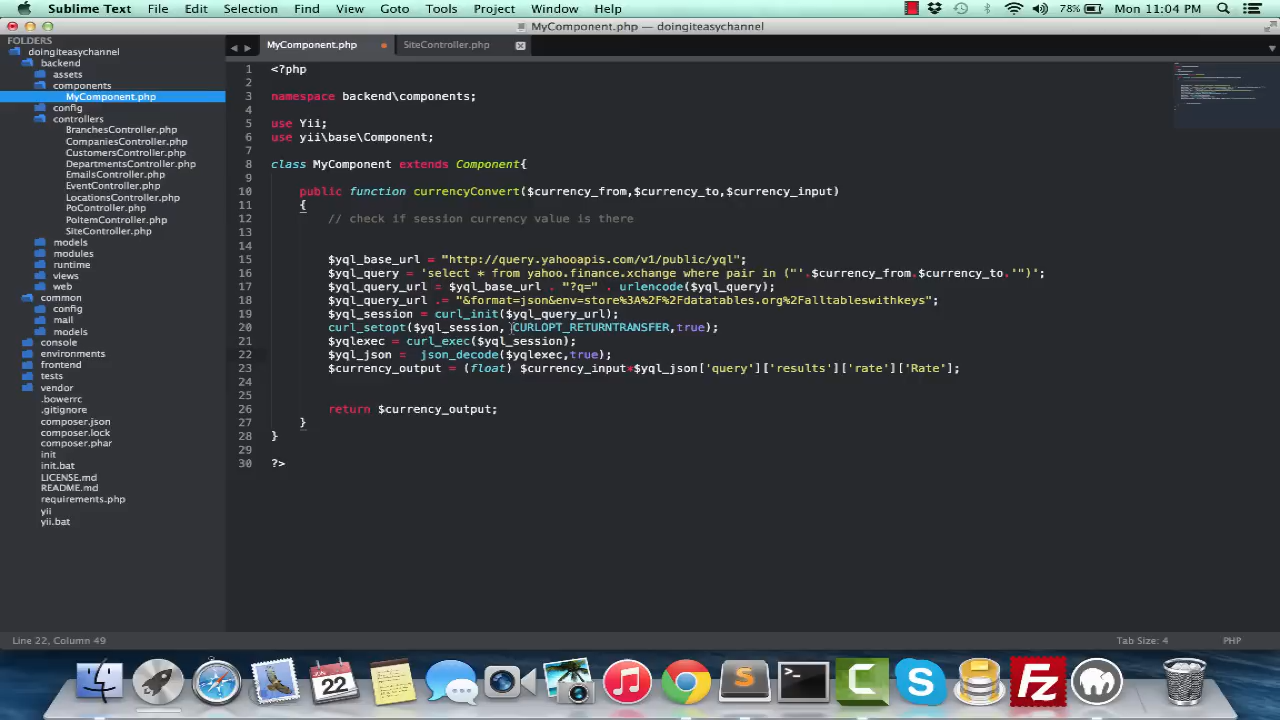 Sublime Text File Edit Selection Find View Goto Tools Project Window Help 78% Mon 11:04 PM
MyComponent.php — doingiteasychannel
FOLDERS
doingiteasychannel
backend
assets
components
MyComponent.php
config
controllers
BranchesController.php
CompaniesController.php
CustomersController.php
DepartmentsController.php
EmailsController.php
EventController.php
LocationsController.php
PoController.php
PoItemController.php
SiteController.php
models
modules
runtime
views
web
common
config
mail
models
console
environments
frontend
tests
vendor
.bowerrc
.gitignore
composer.json
composer.lock
composer.phar
init
init.bat
LICENSE.md
README.md
requirements.php
yii
yii.bat
MyComponent.php SiteController.php
1 <?php
2
3 namespace backend\components;
4
5 use Yii;
6 use yii\base\Component;
7
8 class MyComponent extends Component{
9
10 public function currencyConvert($currency_from,$currency_to,$currency_input)
11 {
12 // check if session currency value is there
13
14
15 $yql_base_url = "http://query.yahooapis.com/v1/public/yql";
16 $yql_query = 'select * from yahoo.finance.xchange where pair in ("'.$currency_from.$currency_to.'")';
17 $yql_query_url = $yql_base_url . "?q=" . urlencode($yql_query);
18 $yql_query_url .= "&format=json&env=store%3A%2F%2Fdatatables.org%2Falltableswithkeys";
19 $yql_session = curl_init($yql_query_url);
20 curl_setopt($yql_session, CURLOPT_RETURNTRANSFER,true);
21 $yqlexec = curl_exec($yql_session);
22 $yql_json = json_decode($yqlexec,true);
23 $currency_output = (float) $currency_input*$yql_json['query']['results']['rate']['Rate'];
24
25
26 return $currency_output;
27 }
28 }
29
30 ?>
Line 22, Column 49 Tab Size: 4 PHP
22